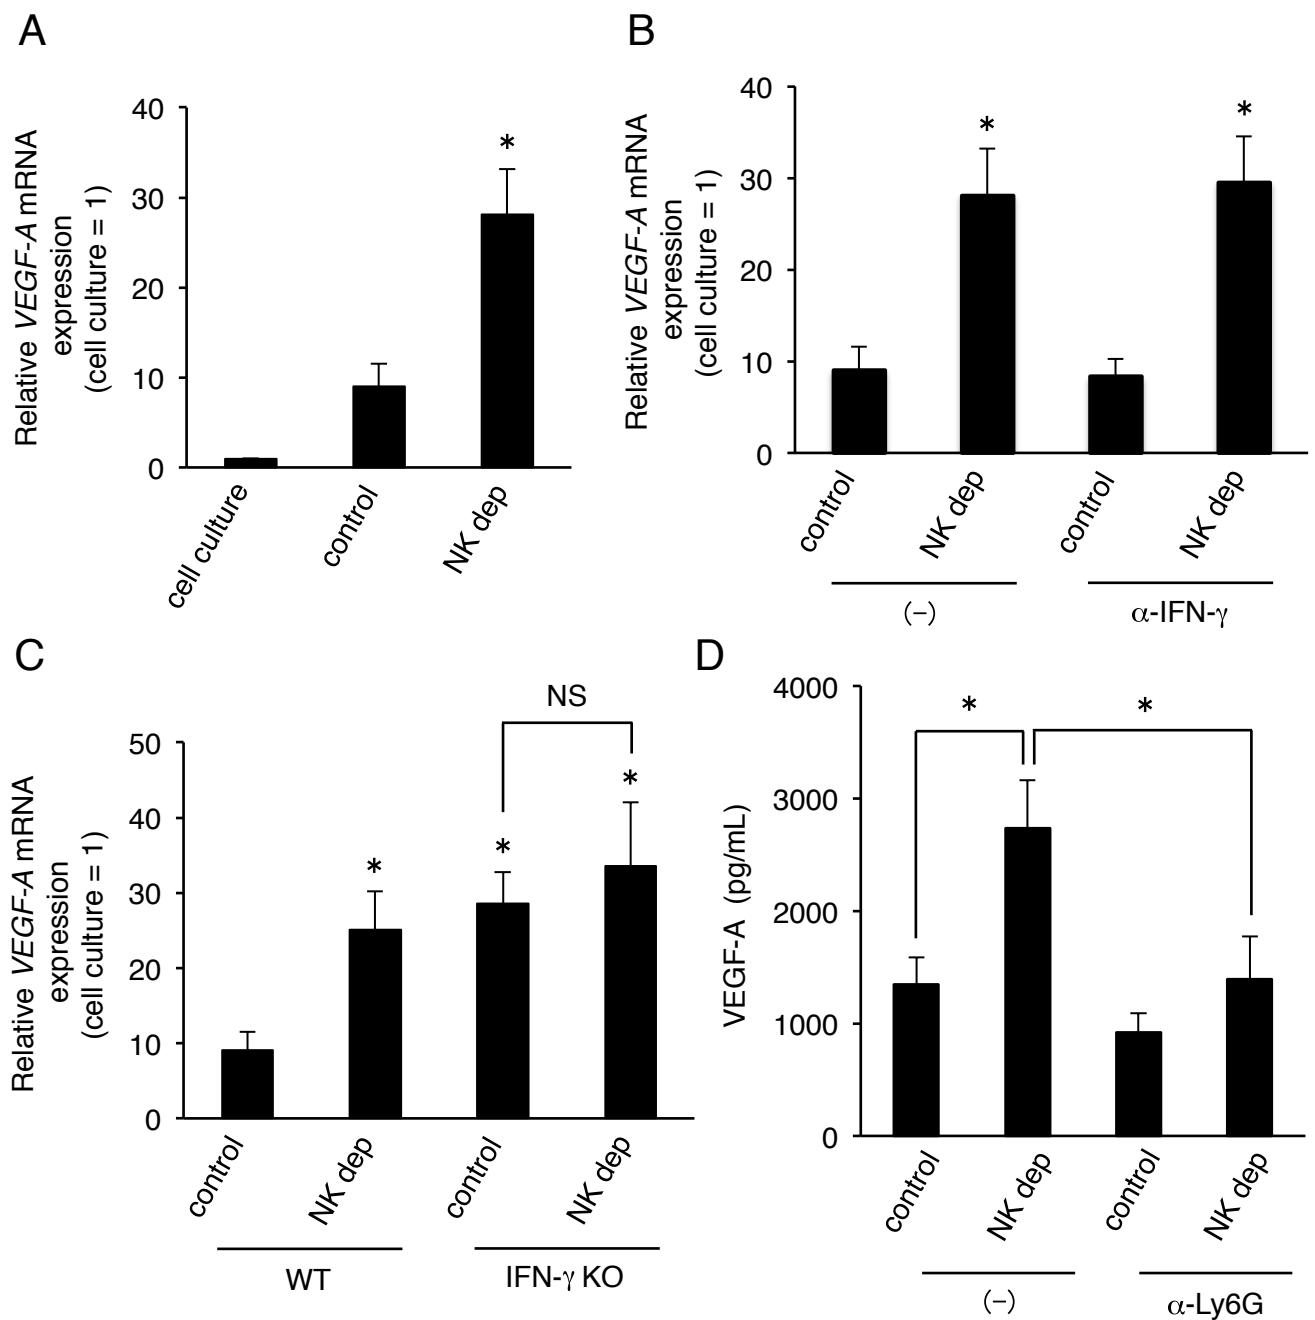 A
Relative VEGF-A mRNA
expression
(cell culture = 1)
40
30
20
10
0
*
cell culture
control
NK dep
B
Relative VEGF-A mRNA
expression
(cell culture = 1)
40
30
20
10
0
*
*
control
NK dep
control
NK dep
(−)
α-IFN-γ
C
Relative VEGF-A mRNA
expression
(cell culture = 1)
50
40
30
20
10
0
NS
*
*
*
control
NK dep
control
NK dep
WT
IFN-γ KO
D
VEGF-A (pg/mL)
4000
3000
2000
1000
0
*
*
control
NK dep
control
NK dep
(−)
α-Ly6G